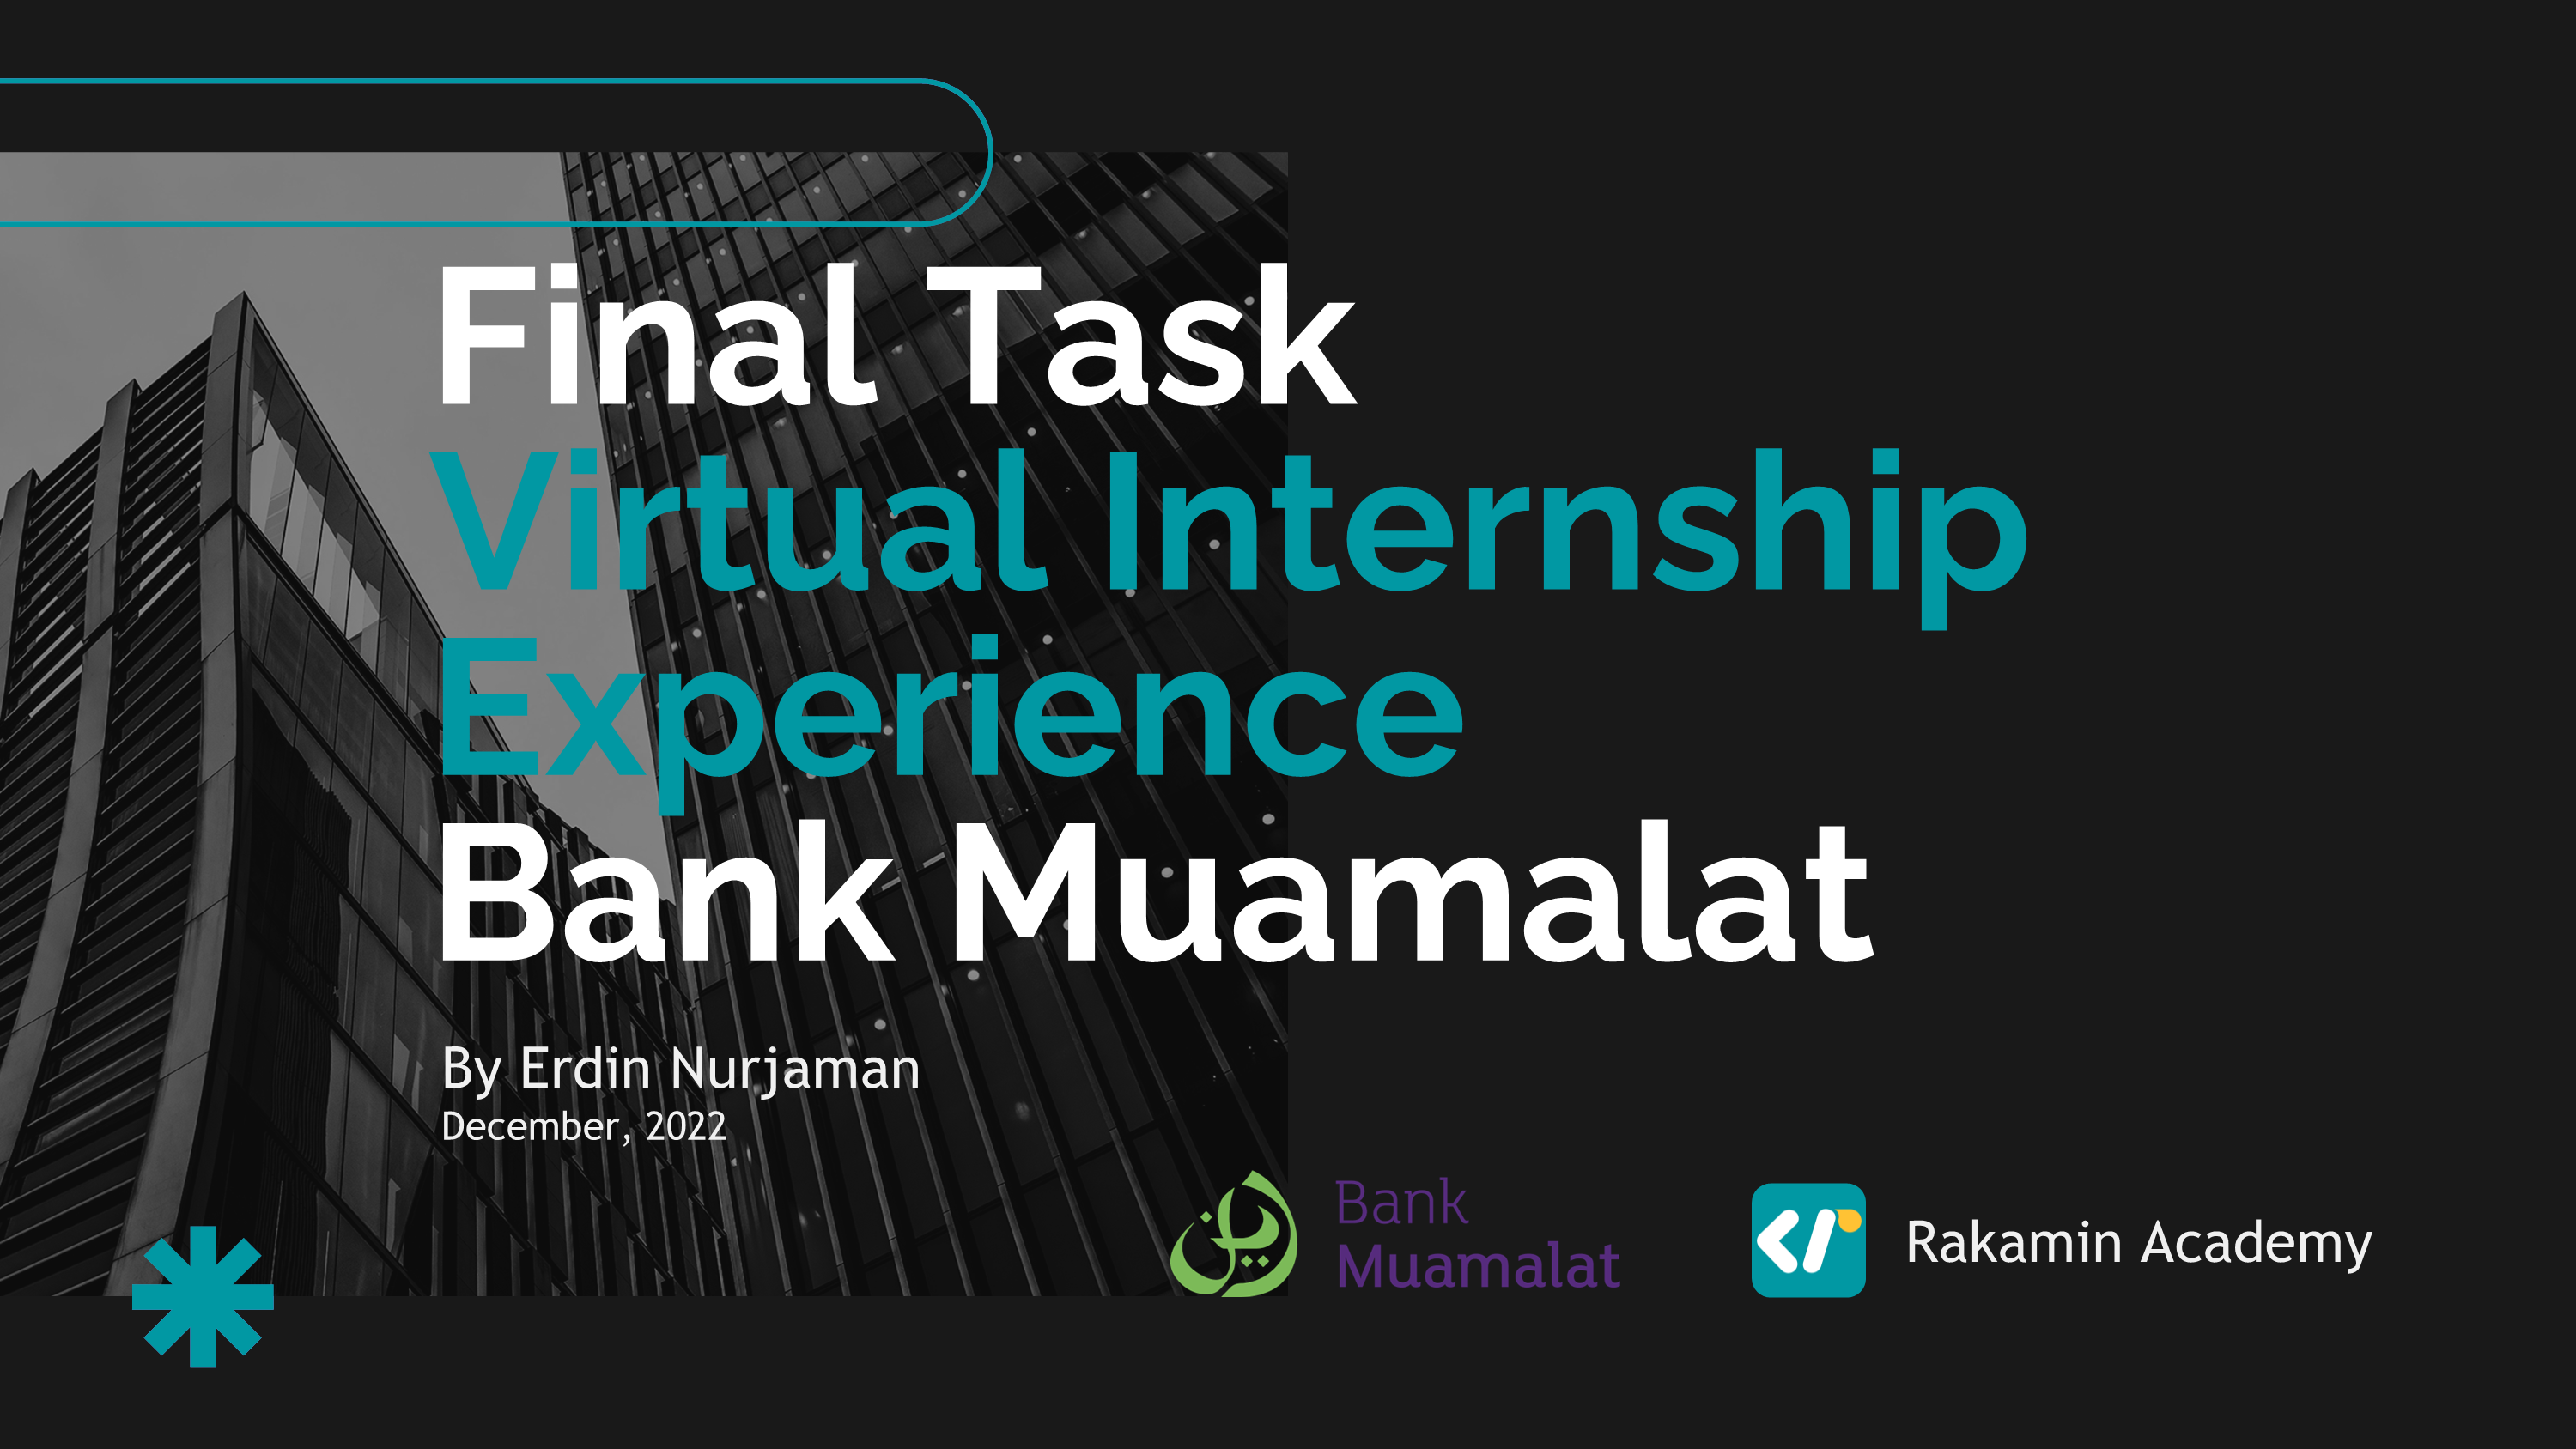 Final Task
Virtual Internship
Experience
Bank Muamalat
By Erdin Nurjaman
December, 2022
Bank
Muamalat
Rakamin Academy